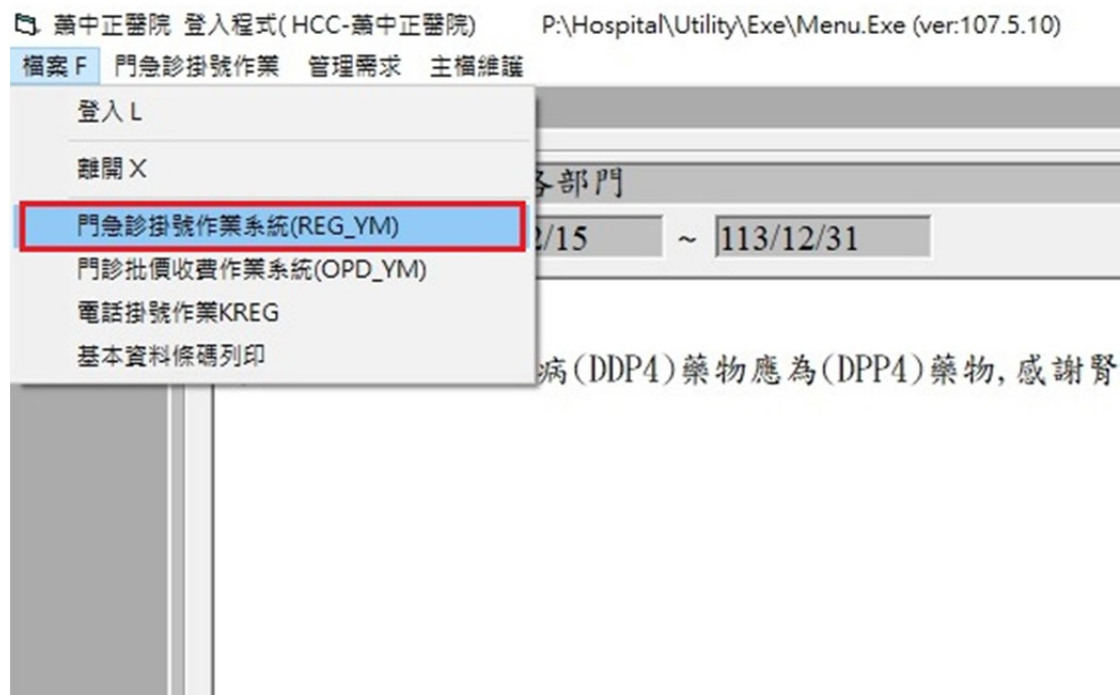 蕭中正醫院 登入程式(HCC-蕭中正醫院) P:\Hospital\Utility\Exe\Menu.Exe (ver:107.5.10)
檔案 F 門急診掛號作業 管理需求 主檔維護
登入 L
離開 X
各部門
門急診掛號作業系統(REG_YM)
2/15 ~ 113/12/31
門診批價收費作業系統(OPD_YM)
電話掛號作業KREG
基本資料條碼列印
病(DDP4)藥物應為(DPP4)藥物,感謝腎